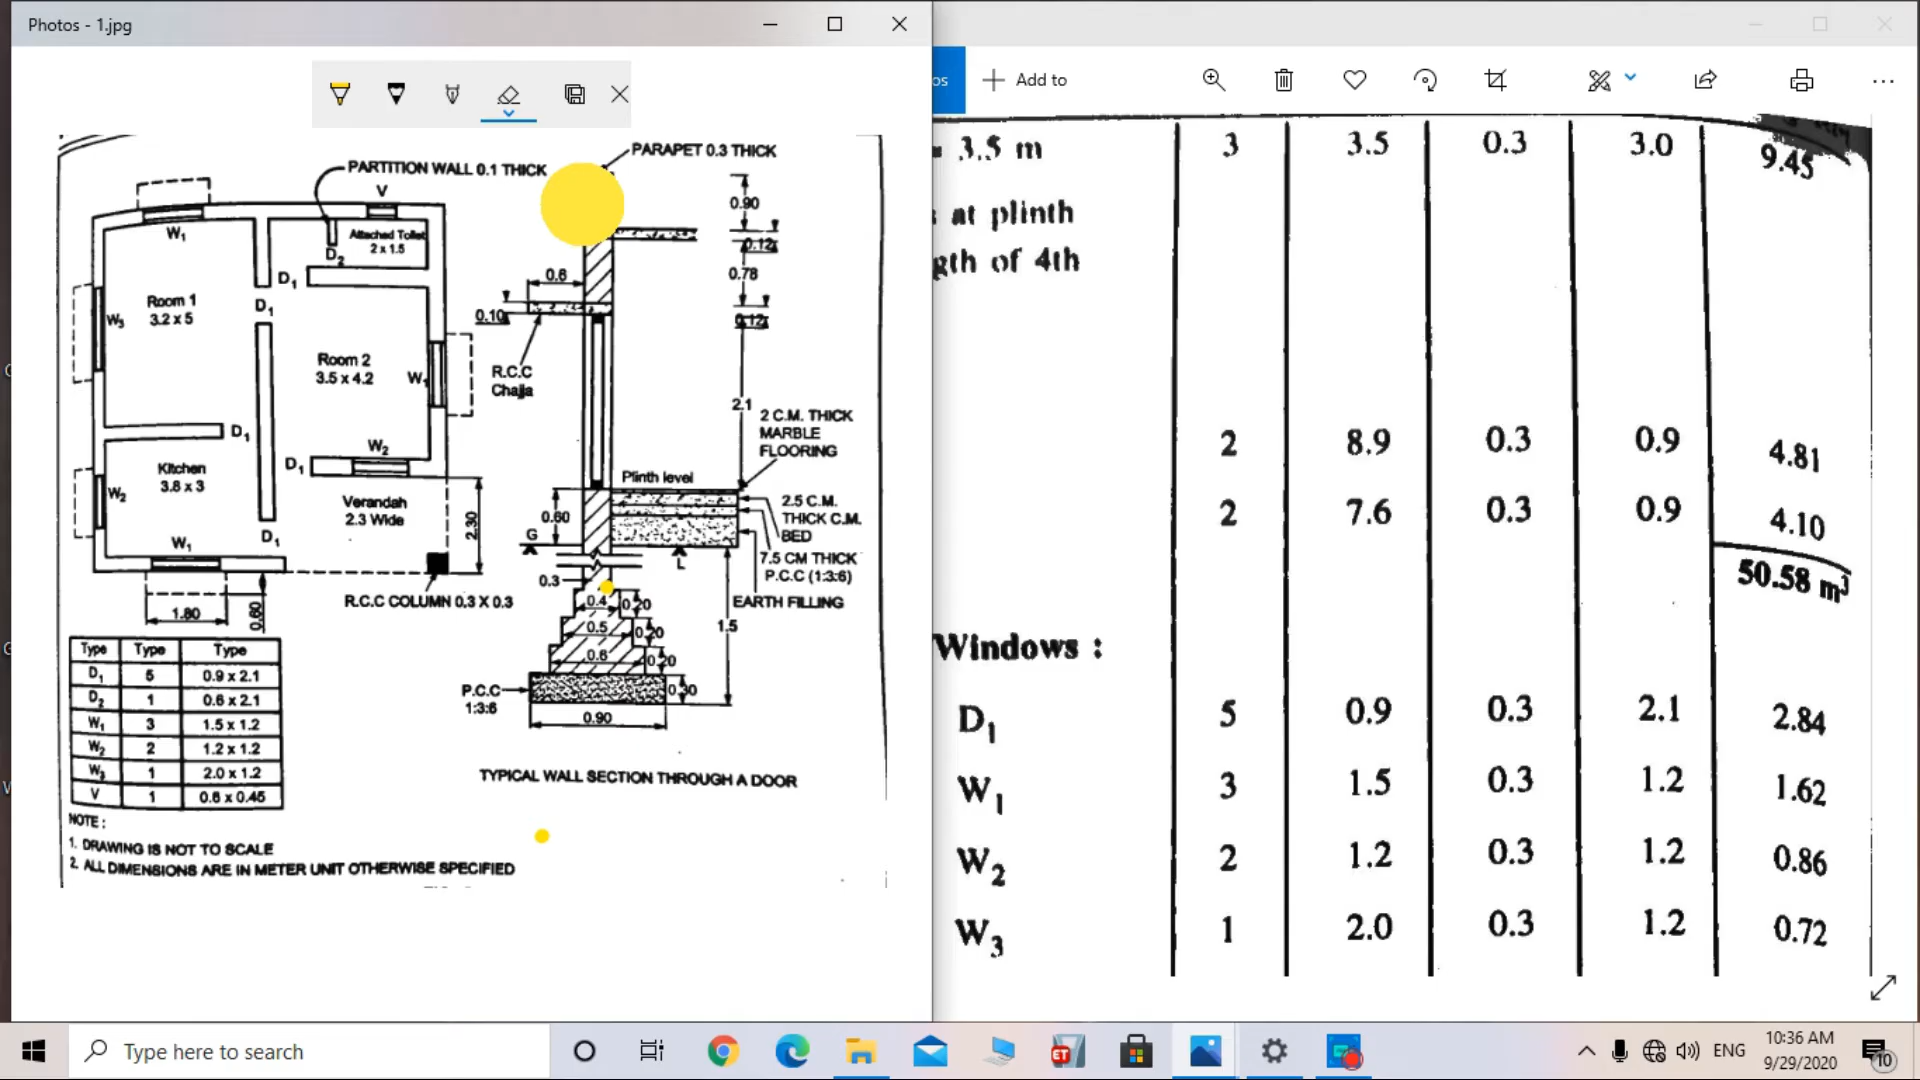 Photos - 1.jpg
Add to
PARAPET 0.3 THICK
PARTITION WALL 0.1 THICK
V
0.90
W1
Attached Toilet
2 x 1.5
D2
0.12
D1
0.6
0.78
Room 1
3.2 x 5
D1
W3
0.10
0.12
Room 2
3.5 x 4.2
W1
R.C.C
Chajja
2.1
2 C.M. THICK
MARBLE
FLOORING
D1
W2
D1
Kitchen
3.8 x 3
W2
Plinth level
Verandah
2.3 Wide
2.30
0.60
2.5 C.M.
THICK C.M.
BED
G
W1
D1
L
7.5 CM THICK
P.C.C (1:3:6)
0.3
R.C.C COLUMN 0.3 X 0.3
EARTH FILLING
1.80
0.60
0.4
0.20
0.5
0.20
1.5
0.6
0.20
P.C.C
1:3:6
0.30
0.90
TYPICAL WALL SECTION THROUGH A DOOR
Type Type Type
D1 5 0.9 x 2.1
D2 1 0.6 x 2.1
W1 3 1.5 x 1.2
W2 2 1.2 x 1.2
W3 1 2.0 x 1.2
V 1 0.6 x 0.45
NOTE :
1. DRAWING IS NOT TO SCALE
2. ALL DIMENSIONS ARE IN METER UNIT OTHERWISE SPECIFIED
= 3.5 m 3 3.5 0.3 3.0 9.45
at plinth
gth of 4th
2 8.9 0.3 0.9 4.81
2 7.6 0.3 0.9 4.10
50.58 m³
Windows :
D1 5 0.9 0.3 2.1 2.84
W1 3 1.5 0.3 1.2 1.62
W2 2 1.2 0.3 1.2 0.86
W3 1 2.0 0.3 1.2 0.72
Type here to search
ET
ENG
10:36 AM
9/29/2020
10